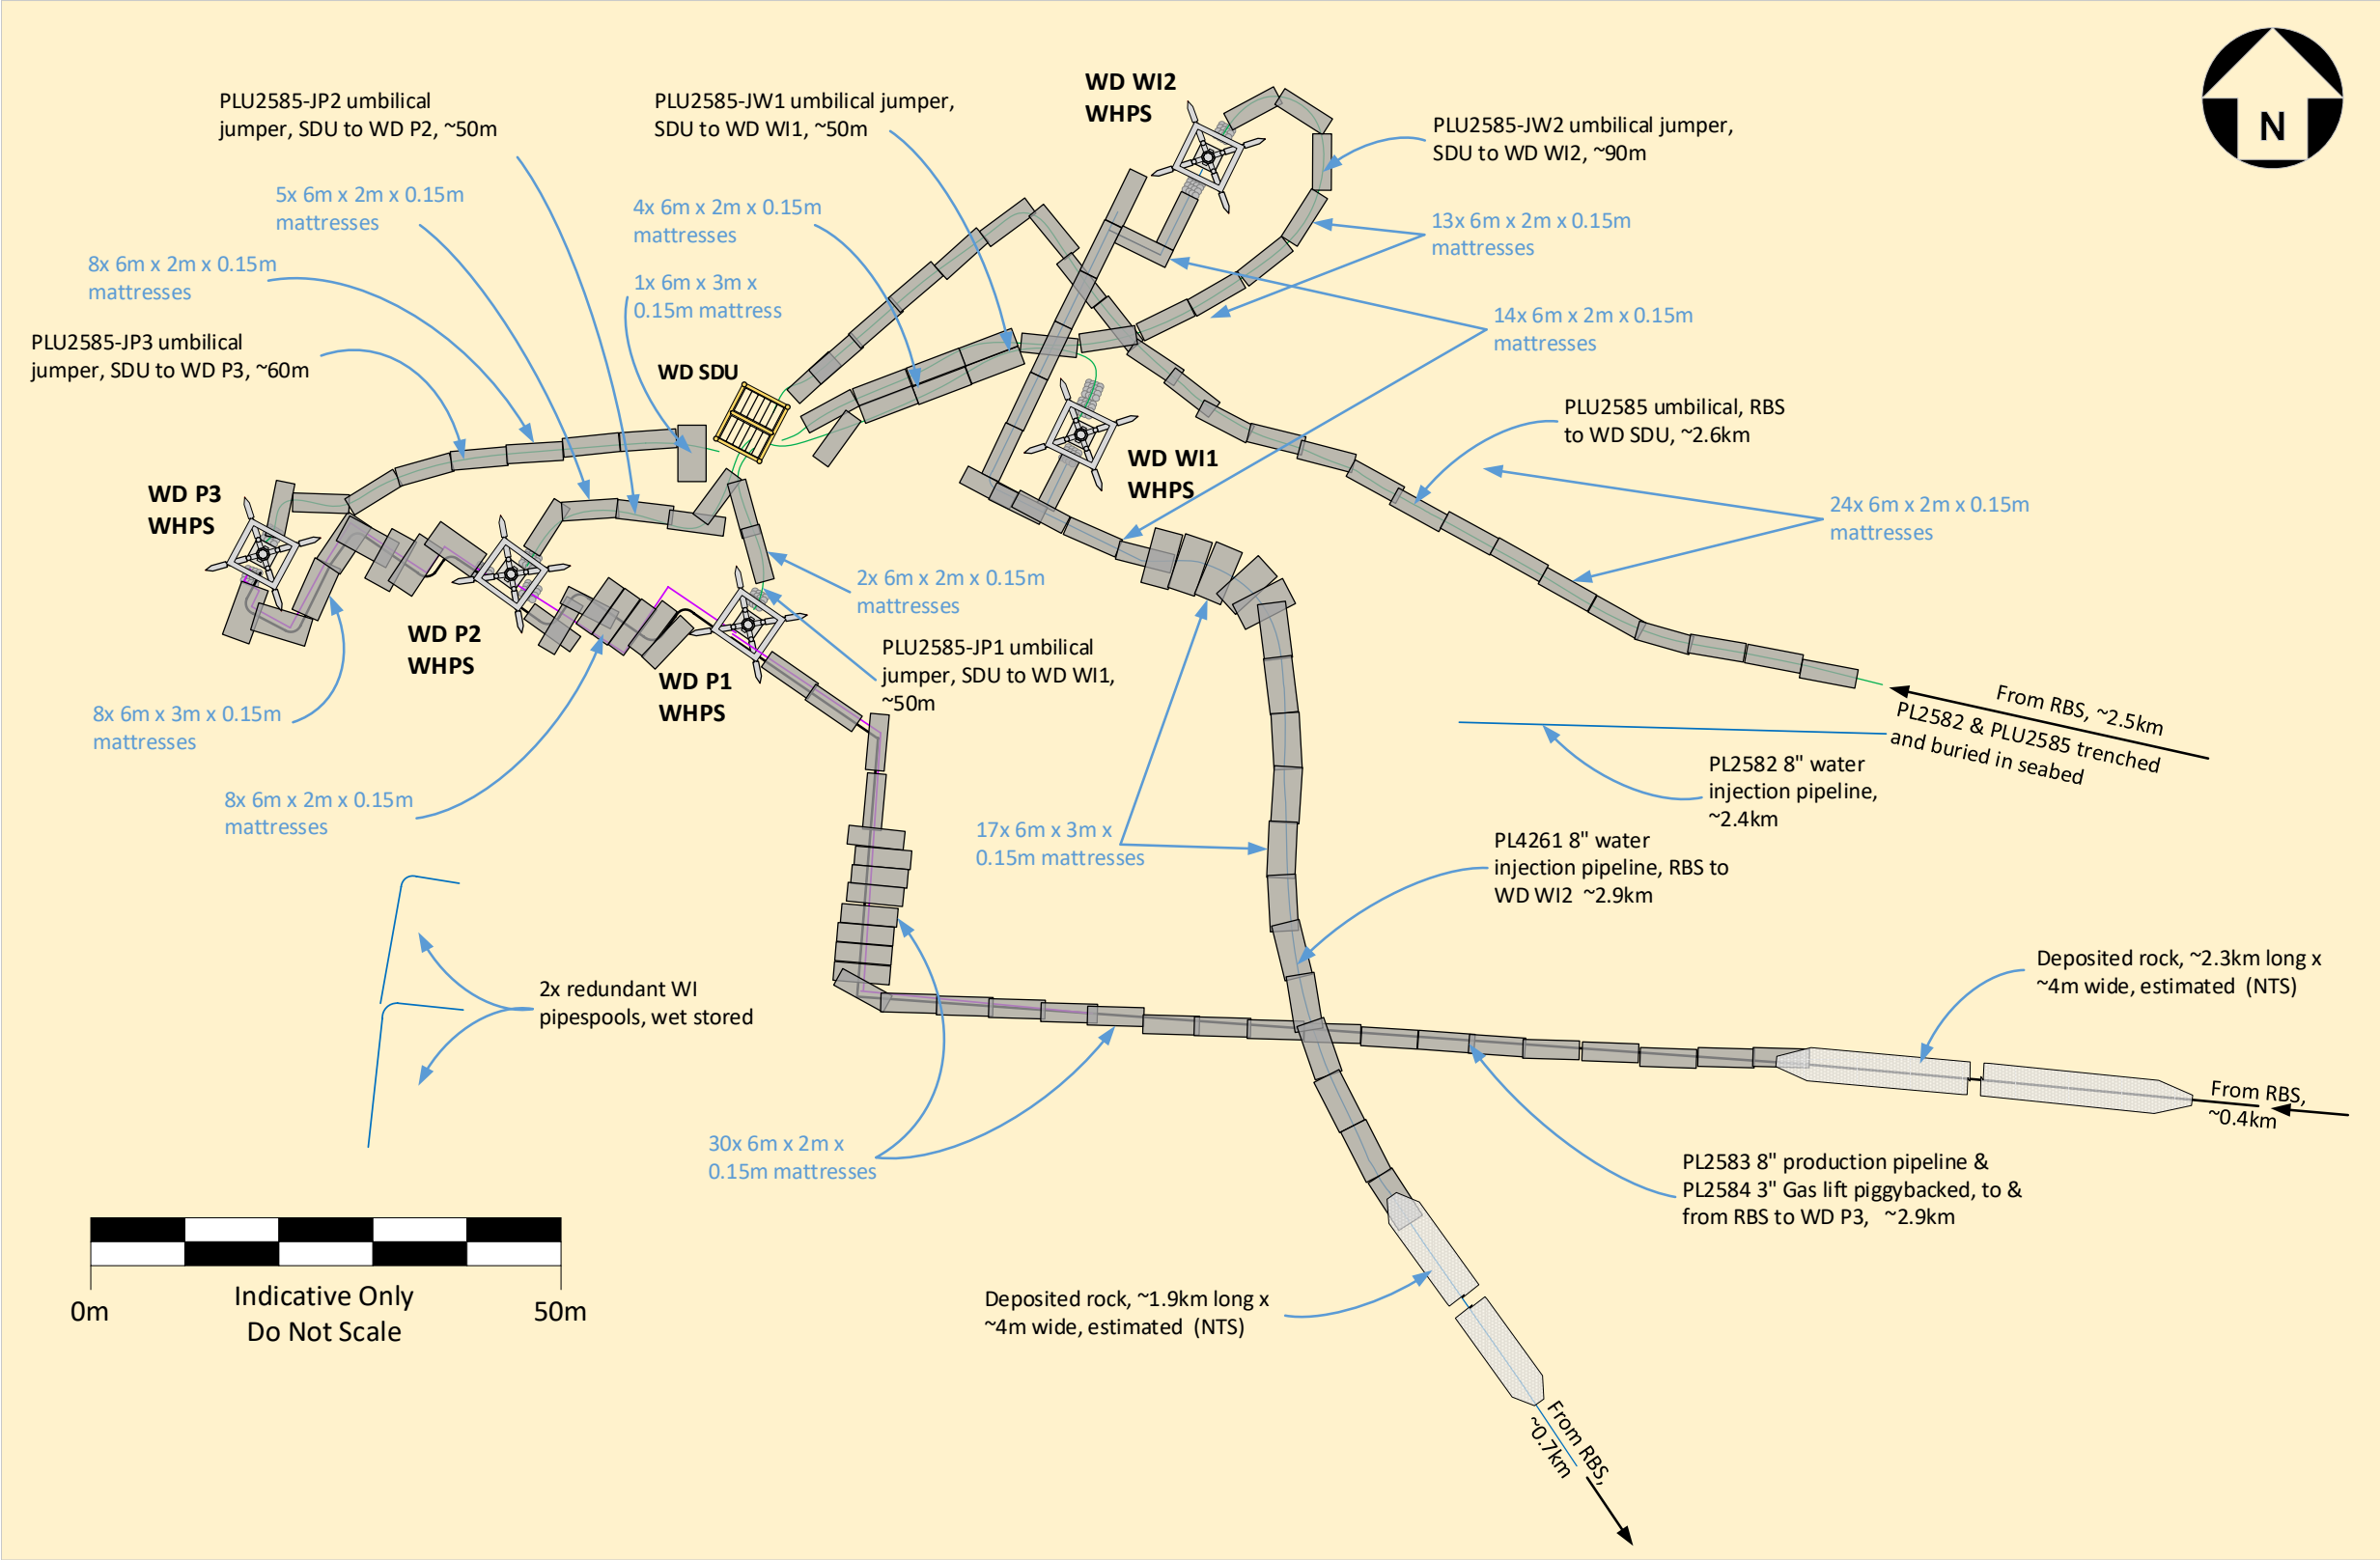 WD WI2
WHPS
N
PLU2585-JP2 umbilical
jumper, SDU to WD P2, ~50m
PLU2585-JW1 umbilical jumper,
SDU to WD WI1, ~50m
PLU2585-JW2 umbilical jumper,
SDU to WD WI2, ~90m
5x 6m x 2m x 0.15m
mattresses
4x 6m x 2m x 0.15m
mattresses
13x 6m x 2m x 0.15m
mattresses
8x 6m x 2m x 0.15m
mattresses
1x 6m x 3m x
0.15m mattress
14x 6m x 2m x 0.15m
mattresses
PLU2585-JP3 umbilical
jumper, SDU to WD P3, ~60m
WD SDU
PLU2585 umbilical, RBS
to WD SDU, ~2.6km
WD WI1
WHPS
WD P3
WHPS
24x 6m x 2m x 0.15m
mattresses
2x 6m x 2m x 0.15m
mattresses
WD P2
WHPS
PLU2585-JP1 umbilical
jumper, SDU to WD WI1,
~50m
WD P1
WHPS
From RBS, ~2.5km
PL2582 & PLU2585 trenched
and buried in seabed
8x 6m x 3m x 0.15m
mattresses
PL2582 8" water
injection pipeline,
~2.4km
8x 6m x 2m x 0.15m
mattresses
17x 6m x 3m x
0.15m mattresses
PL4261 8" water
injection pipeline, RBS to
WD WI2 ~2.9km
2x redundant WI
pipespools, wet stored
Deposited rock, ~2.3km long x
~4m wide, estimated (NTS)
From RBS,
~0.4km
30x 6m x 2m x
0.15m mattresses
PL2583 8" production pipeline &
PL2584 3" Gas lift piggybacked, to &
from RBS to WD P3, ~2.9km
Indicative Only
Do Not Scale
0m
50m
Deposited rock, ~1.9km long x
~4m wide, estimated (NTS)
From RBS,
~0.7km